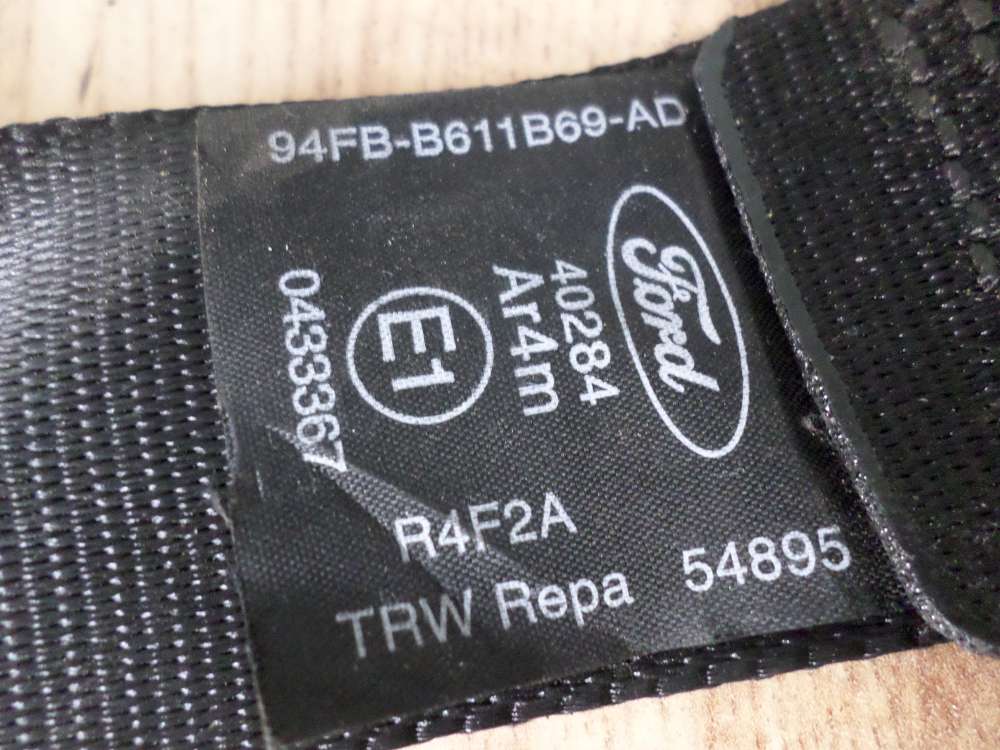 94FB-B611B69-AD
Ford
40284
Ar4m
E1
0433367
R4F2A
TRW Repa 54895